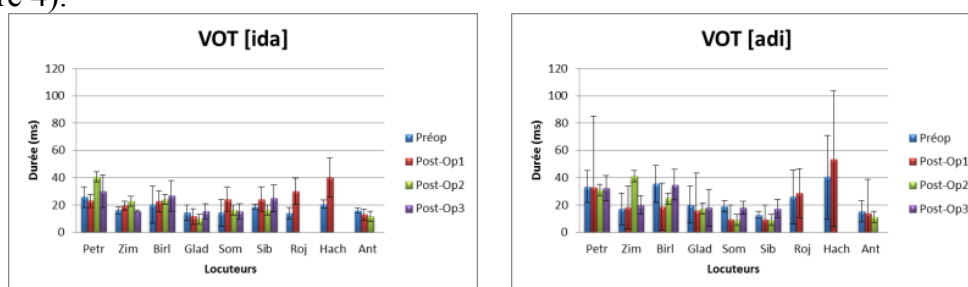 re 4).
VOT [ida]
120
100
80
60
40
20
0
Durée (ms)
Petr Zim Birl Glad Som Sib Roj Hach Ant
Locuteurs
Préop
Post-Op1
Post-Op2
Post-Op3
VOT [adi]
120
100
80
60
40
20
0
Durée (ms)
Petr Zim Birl Glad Som Sib Roj Hach Ant
Locuteurs
Préop
Post-Op1
Post-Op2
Post-Op3